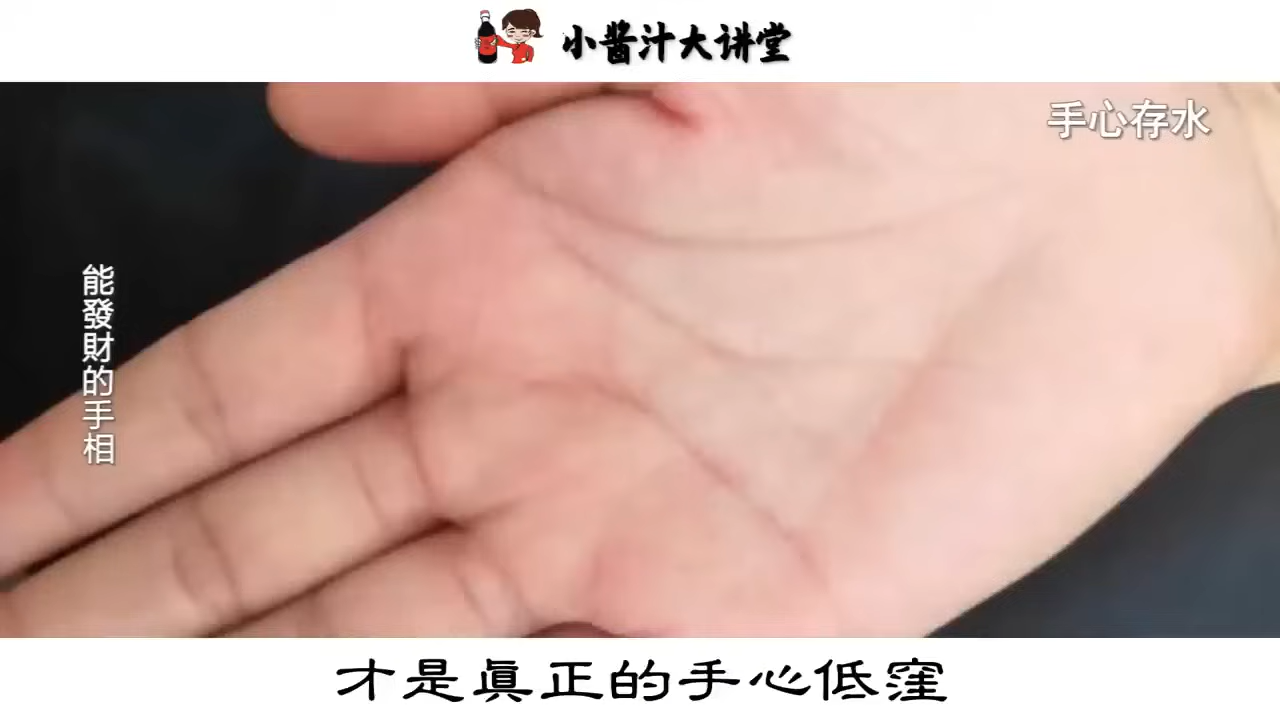 小酱汁大讲堂
手心存水
能發財的手相
才是眞正的手心低窪